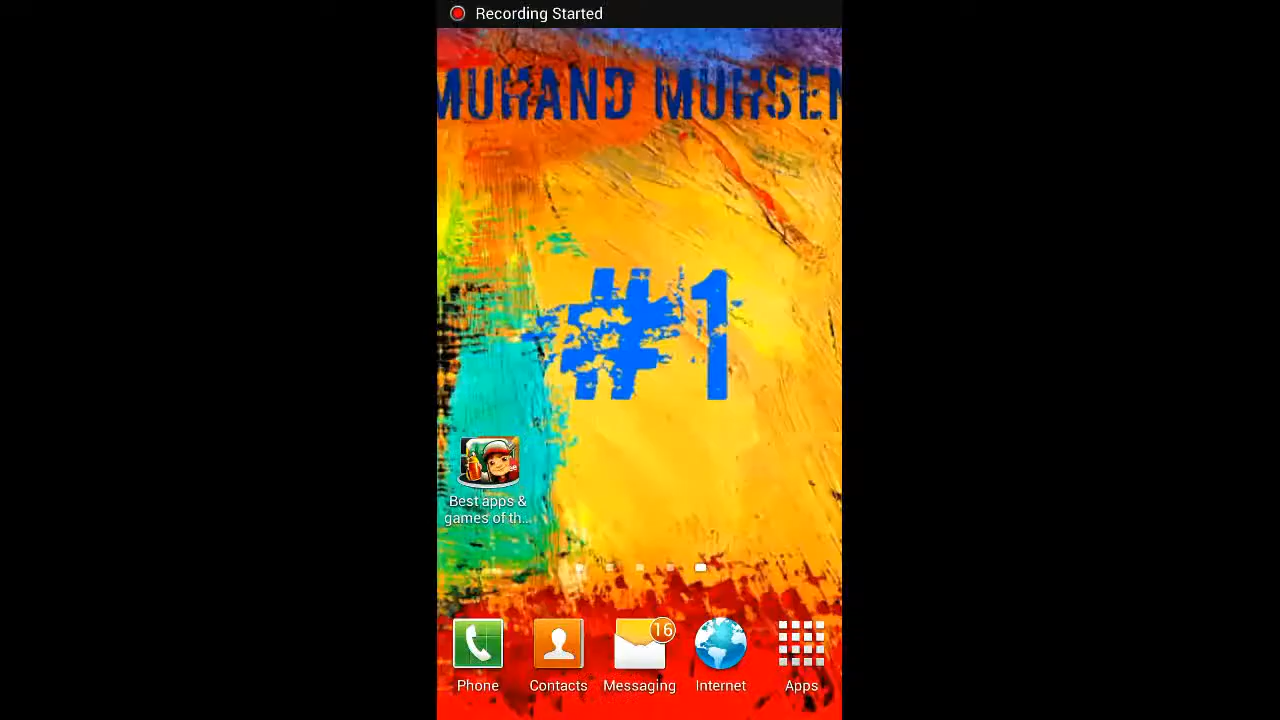 Recording Started
MUHAND MUHSEN
#1
Best apps &
games of th...
16
Phone
Contacts
Messaging
Internet
Apps